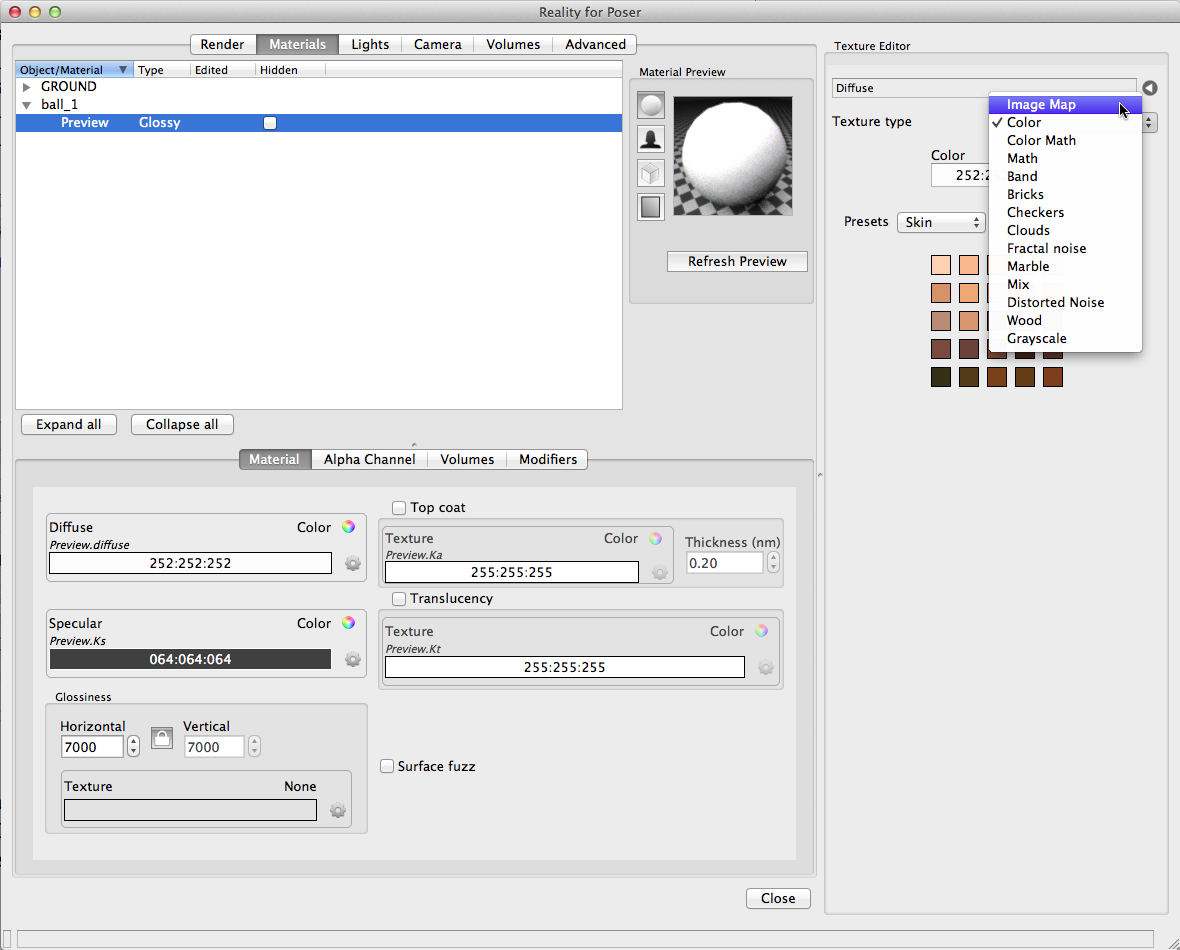 Reality for Poser
Render Materials Lights Camera Volumes Advanced
Object/Material Type Edited Hidden
GROUND
ball_1
Preview Glossy
Expand all Collapse all
Material Preview
Refresh Preview
Material Alpha Channel Volumes Modifiers
Diffuse Color
Preview.diffuse
252:252:252
Specular Color
Preview.Ks
064:064:064
Glossiness
Horizontal Vertical
7000 7000
Texture None
Top coat
Texture Color
Preview.Ka
255:255:255
Thickness (nm)
0.20
Translucency
Texture Color
Preview.Kt
255:255:255
Surface fuzz
Close
Texture Editor
Diffuse
Texture type
Image Map
Color
Color Math
Math
Band
Bricks
Checkers
Clouds
Fractal noise
Marble
Mix
Distorted Noise
Wood
Grayscale
Color
Presets Skin